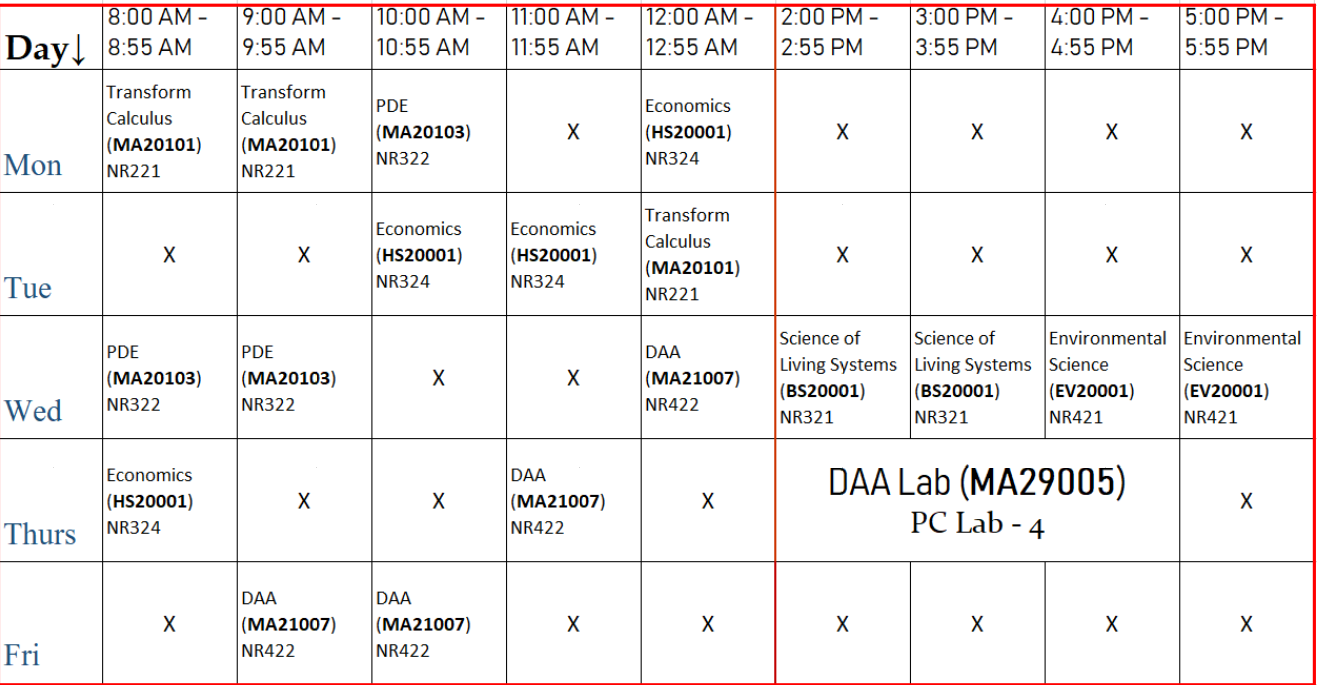 Day↓
8:00 AM –
8:55 AM
9:00 AM –
9:55 AM
10:00 AM –
10:55 AM
11:00 AM –
11:55 AM
12:00 AM –
12:55 AM
2:00 PM –
2:55 PM
3:00 PM –
3:55 PM
4:00 PM –
4:55 PM
5:00 PM –
5:55 PM
Mon
Transform
Calculus
(MA20101)
NR221
Transform
Calculus
(MA20101)
NR221
PDE
(MA20103)
NR322
X
Economics
(HS20001)
NR324
X
X
X
X
Tue
X
X
Economics
(HS20001)
NR324
Economics
(HS20001)
NR324
Transform
Calculus
(MA20101)
NR221
X
X
X
X
Wed
PDE
(MA20103)
NR322
PDE
(MA20103)
NR322
X
X
DAA
(MA21007)
NR422
Science of
Living Systems
(BS20001)
NR321
Science of
Living Systems
(BS20001)
NR321
Environmental
Science
(EV20001)
NR421
Environmental
Science
(EV20001)
NR421
Thurs
Economics
(HS20001)
NR324
X
X
DAA
(MA21007)
NR422
X
DAA Lab (MA29005)
PC Lab - 4
X
Fri
X
DAA
(MA21007)
NR422
DAA
(MA21007)
NR422
X
X
X
X
X
X